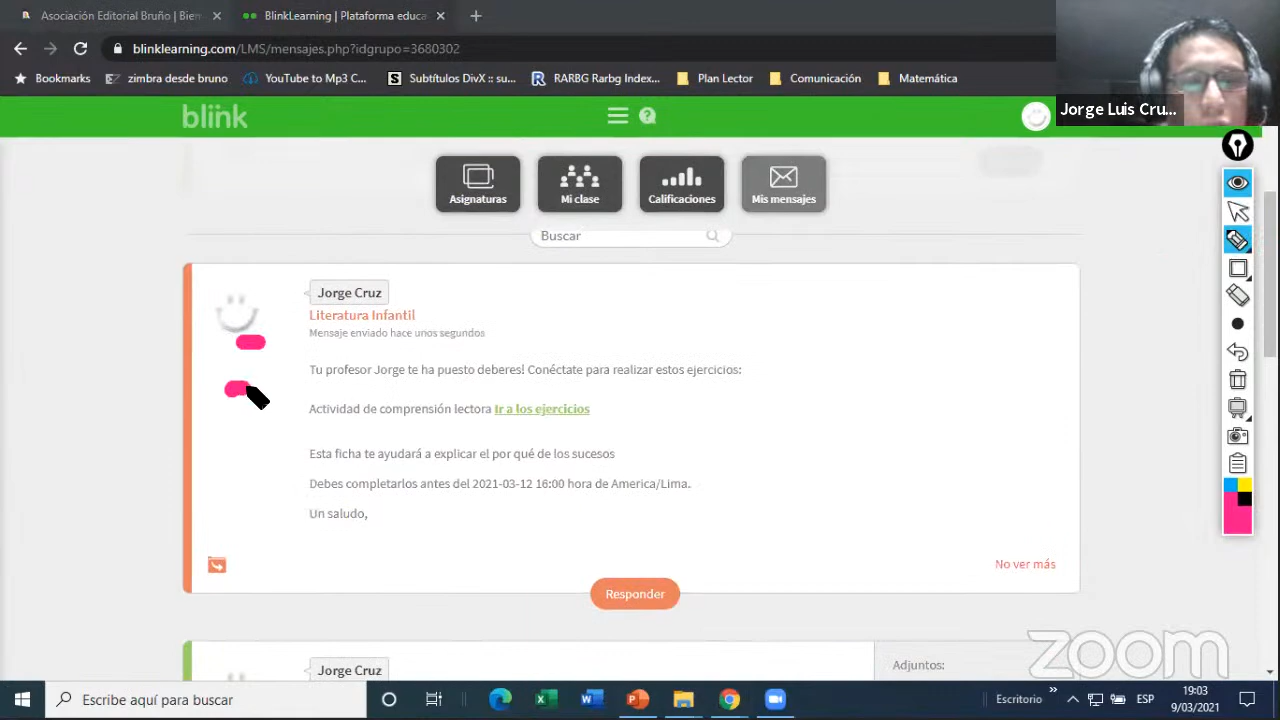 Asociación Editorial Bruño | Bien
BlinkLearning | Plataforma educa
blinklearning.com/LMS/mensajes.php?idgrupo=3680302
Bookmarks
zimbra desde bruno
YouTube to Mp3 C...
Subtítulos DivX :: su...
RARBG Rarbg Index...
Plan Lector
Comunicación
Matemática
Jorge Luis Cru...
blink
Asignaturas
Mi clase
Calificaciones
Mis mensajes
Buscar
Jorge Cruz
Literatura Infantil
Mensaje enviado hace unos segundos
Tu profesor Jorge te ha puesto deberes! Conéctate para realizar estos ejercicios:
Actividad de comprensión lectora Ir a los ejercicios
Esta ficha te ayudará a explicar el por qué de los sucesos
Debes completarlos antes del 2021-03-12 16:00 hora de America/Lima.
Un saludo,
No ver más
Responder
Jorge Cruz
Adjuntos:
zoom
Escribe aquí para buscar
Escritorio
ESP
19:03
9/03/2021